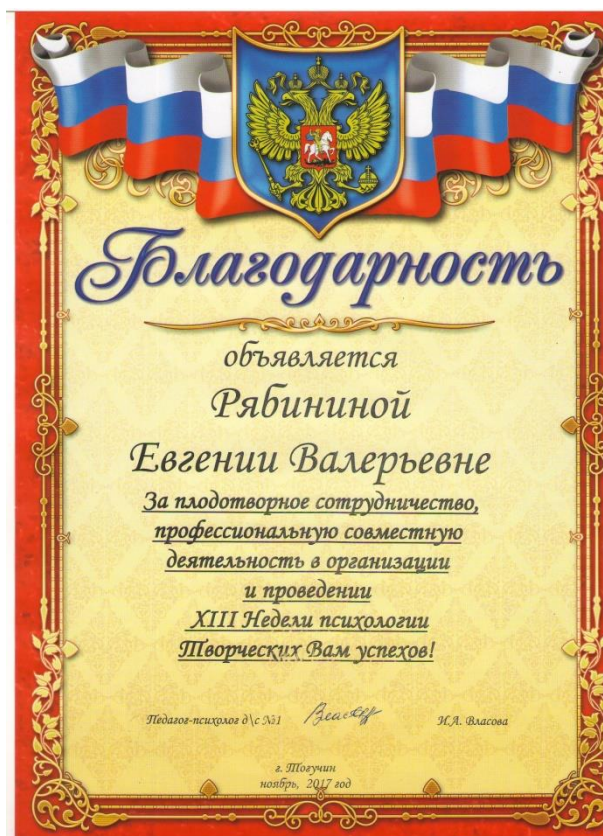 Благодарность
объявляется
Рябининой
Евгении Валерьевне
За плодотворное сотрудничество,
профессиональную совместную
деятельность в организации
и проведении
XIII Недели психологии
Творческих Вам успехов!
Педагог-психолог д\с №1 И.А. Власова
г. Тогучин
ноябрь, 2017 год